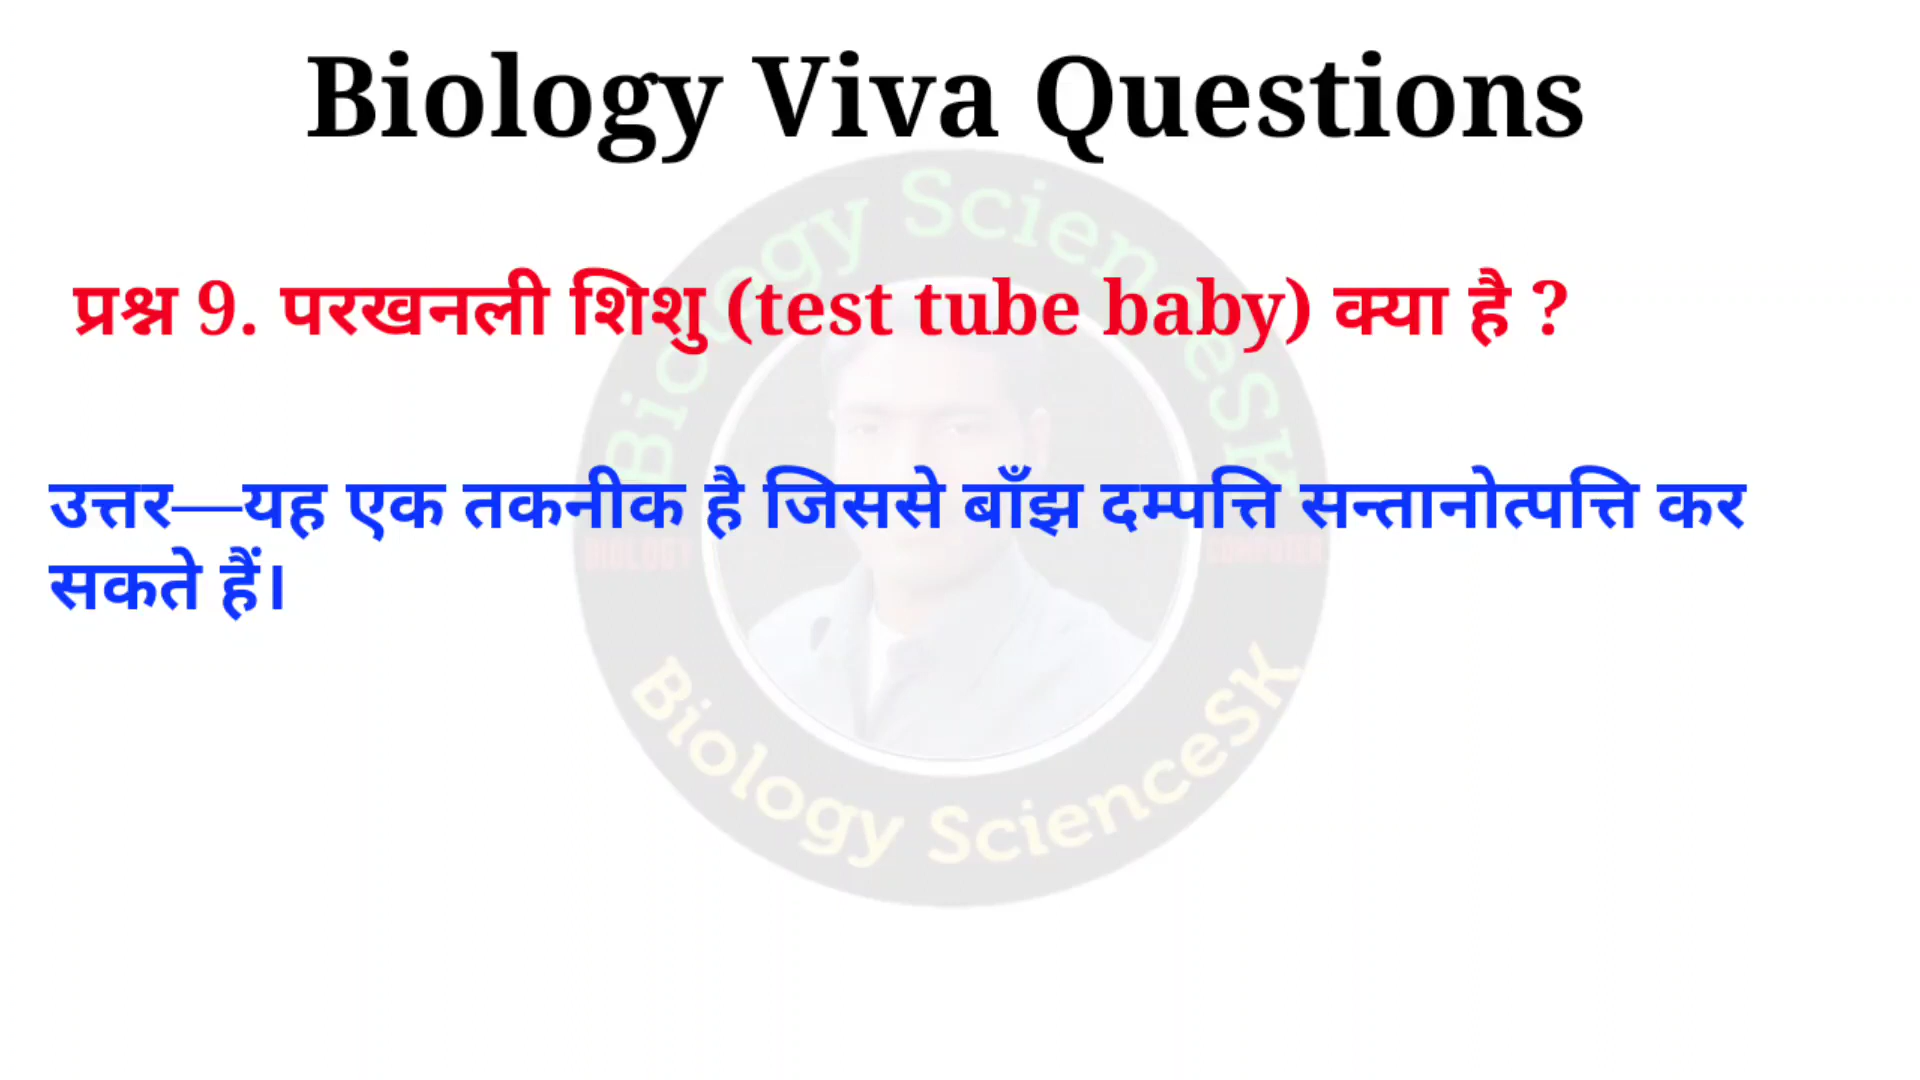 Biology Viva Questions
प्रश्न 9. परखनली शिशु (test tube baby) क्या है ?
उत्तर—यह एक तकनीक है जिससे बाँझ दम्पत्ति सन्तानोत्पत्ति कर
सकते हैं।
Biology ScienceSK
BIOLOGY
Biology ScienceSK